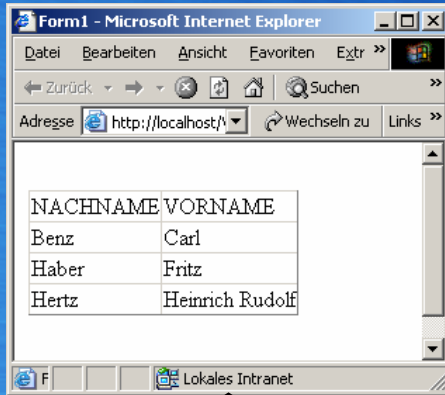 Form1 - Microsoft Internet Explorer
Datei Bearbeiten Ansicht Favoriten Extr »
Zurück Suchen »
Adresse http://localhost/ Wechseln zu Links »
NACHNAME VORNAME
Benz Carl
Haber Fritz
Hertz Heinrich Rudolf
F Lokales Intranet